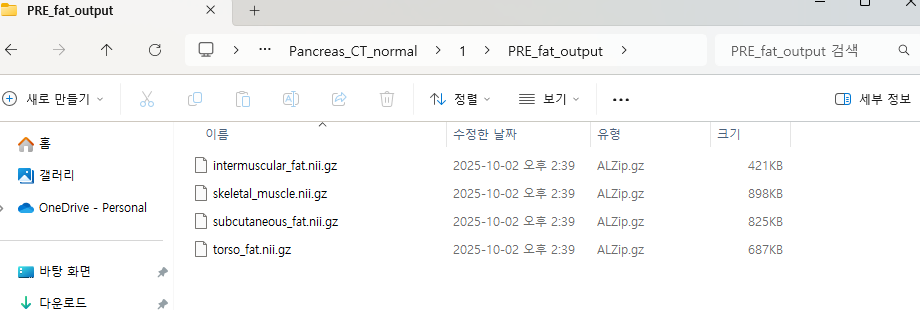 PRE_fat_output
Pancreas_CT_normal > 1 > PRE_fat_output >
PRE_fat_output 검색
새로 만들기
정렬
보기
세부 정보
홈
갤러리
OneDrive - Personal
바탕 화면
다운로드
이름 수정한 날짜 유형 크기
intermuscular_fat.nii.gz 2025-10-02 오후 2:39 ALZip.gz 421KB
skeletal_muscle.nii.gz 2025-10-02 오후 2:39 ALZip.gz 898KB
subcutaneous_fat.nii.gz 2025-10-02 오후 2:39 ALZip.gz 825KB
torso_fat.nii.gz 2025-10-02 오후 2:39 ALZip.gz 687KB